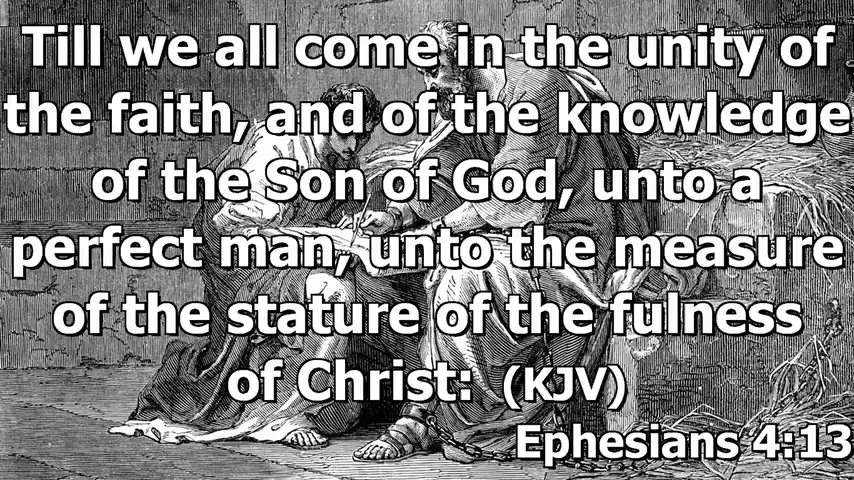 Till we all come in the unity of
the faith, and of the knowledge
of the Son of God, unto a
perfect man, unto the measure
of the stature of the fulness
of Christ: (KJV)
Ephesians 4:13